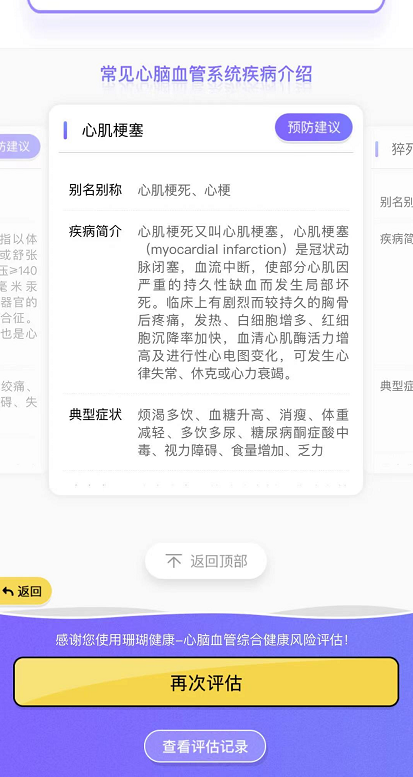 常见心脑血管系统疾病介绍
防建议
指以体
或舒张
压≥140
毫米汞
器官的
合征。
也是心
绞痛、
碍、失
心肌梗塞
预防建议
别名别称
心肌梗死、心梗
疾病简介
心肌梗死又叫心肌梗塞，心肌梗塞
（myocardial infarction）是冠状动
脉闭塞，血流中断，使部分心肌因
严重的持久性缺血而发生局部坏
死。临床上有剧烈而较持久的胸骨
后疼痛，发热、白细胞增多、红细
胞沉降率加快，血清心肌酶活力增
高及进行性心电图变化，可发生心
律失常、休克或心力衰竭。
典型症状
烦渴多饮、血糖升高、消瘦、体重
减轻、多饮多尿、糖尿病酮症酸中
毒、视力障碍、食量增加、乏力
猝死
别名别
疾病简
典型症
返回顶部
返回
感谢您使用珊瑚健康-心脑血管综合健康风险评估！
再次评估
查看评估记录